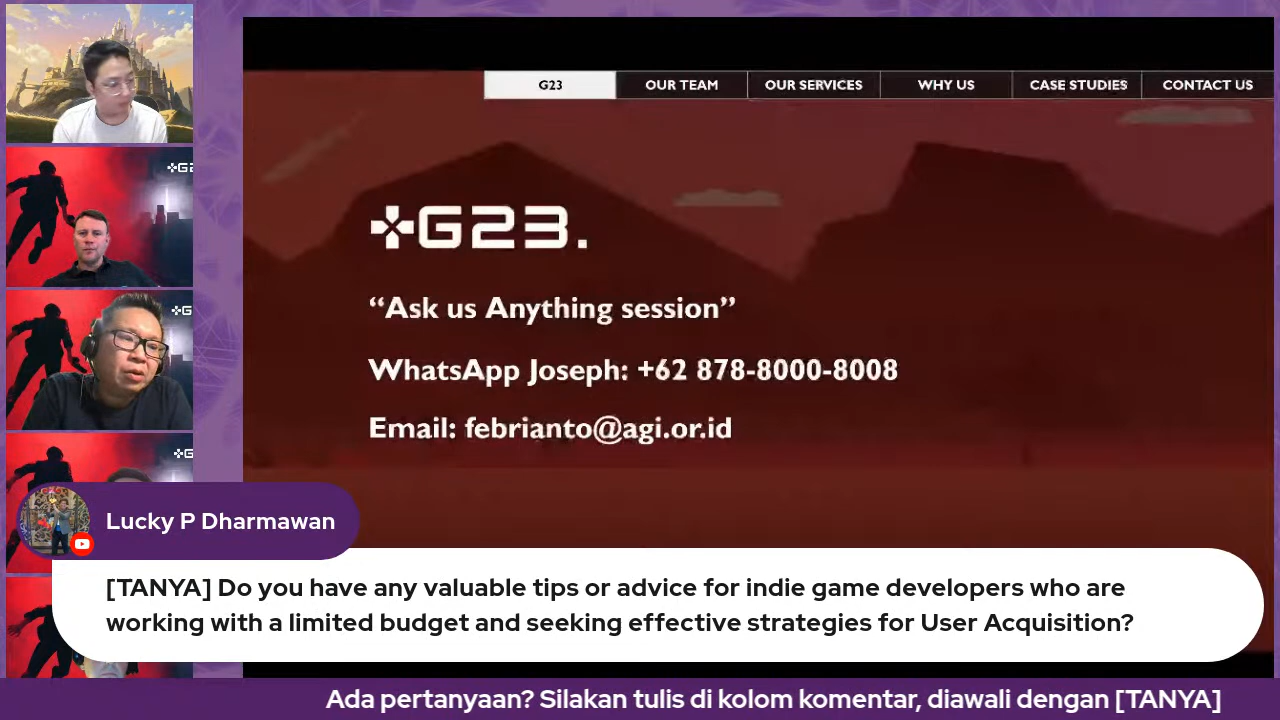 G23
OUR TEAM
OUR SERVICES
WHY US
CASE STUDIES
CONTACT US
G23.
“Ask us Anything session”
WhatsApp Joseph: +62 878-8000-8008
Email: febrianto@agi.or.id
Lucky P Dharmawan
[TANYA] Do you have any valuable tips or advice for indie game developers who are
working with a limited budget and seeking effective strategies for User Acquisition?
Ada pertanyaan? Silakan tulis di kolom komentar, diawali dengan [TANYA]